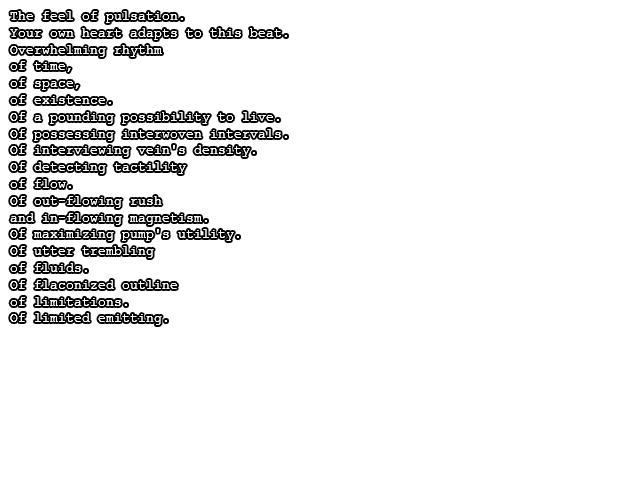 The feel of pulsation.
Your own heart adapts to this beat.
Overwhelming rhythm
of time,
of space,
of existence.
Of a pounding possibility to live.
Of possessing interwoven intervals.
Of interviewing vein's density.
Of detecting tactility
of flow.
Of out-flowing rush
and in-flowing magnetism.
Of maximizing pump's utility.
Of utter trembling
of fluids.
Of flaconized outline
of limitations.
Of limited emitting.